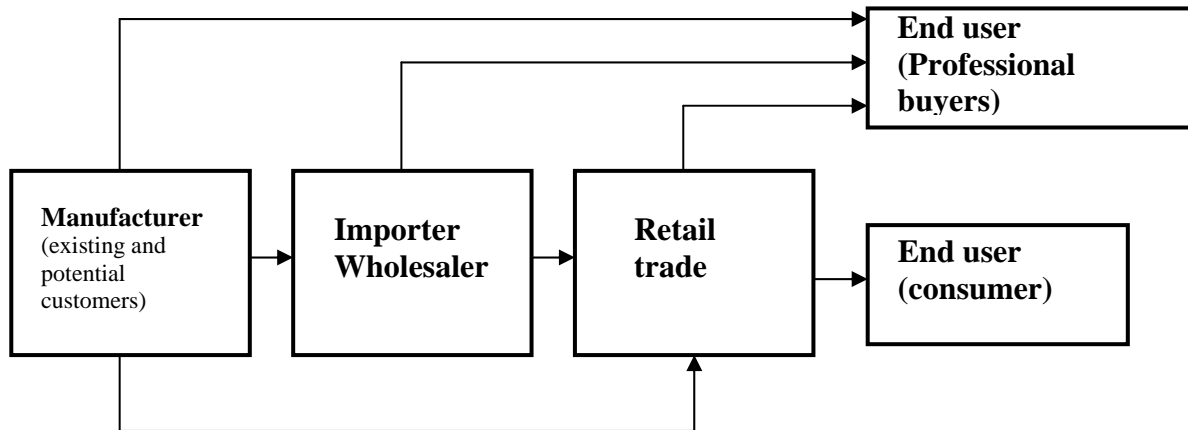 End user
(Professional
buyers)
Manufacturer
(existing and
potential
customers)
Importer
Wholesaler
Retail
trade
End user
(consumer)